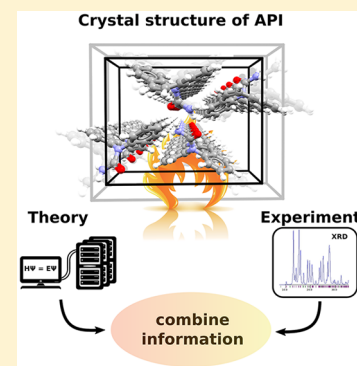 Crystal structure of API
Theory
Experiment
XRD
HΨ = EΨ
combine
information